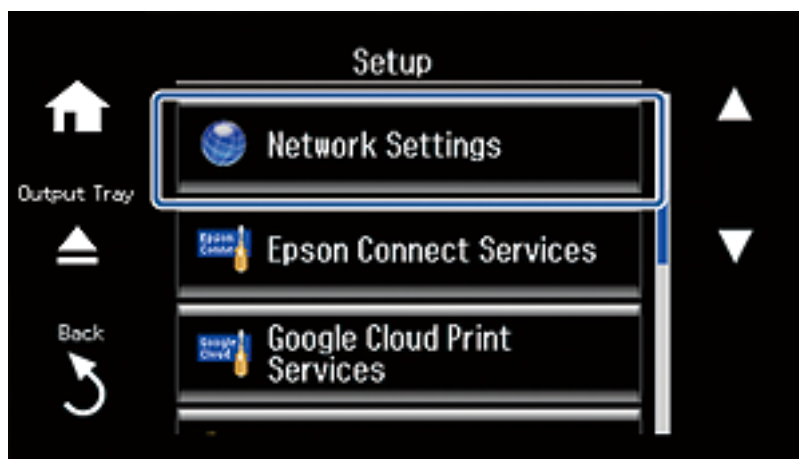 Setup
Network Settings
Output Tray
Epson Connect Services
Back
Google Cloud Print
Services